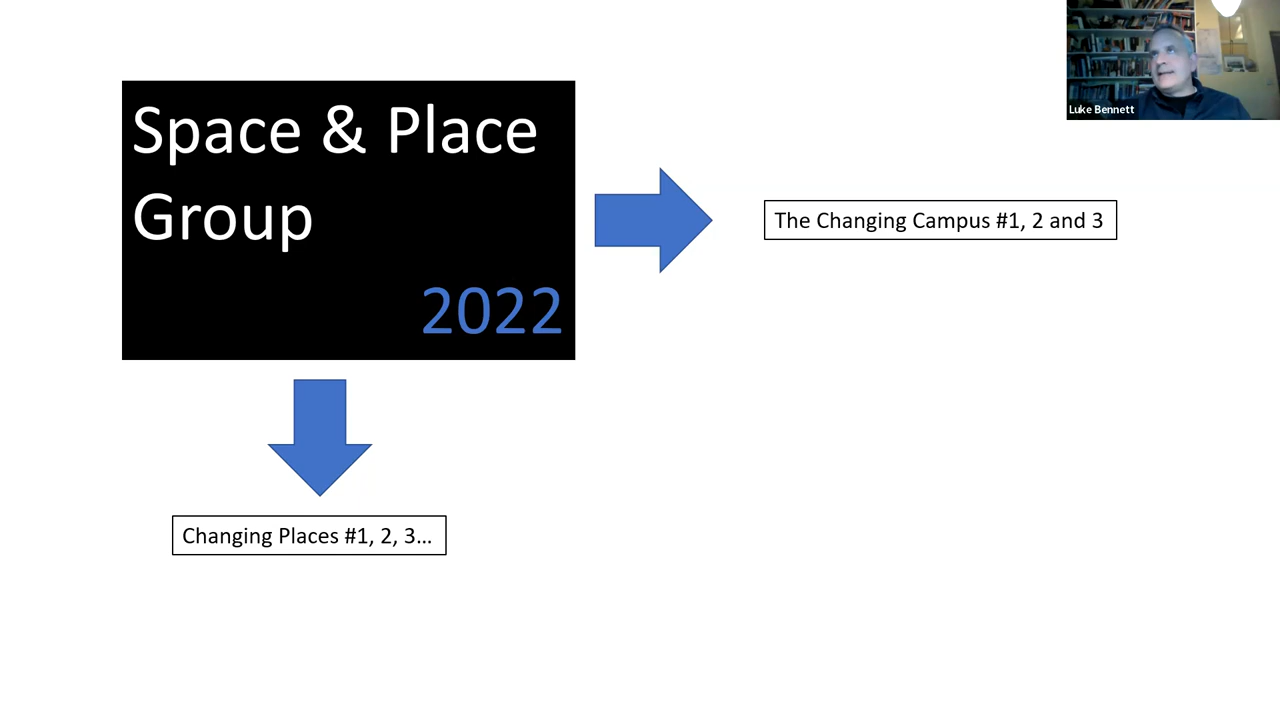 Space & Place
Group
2022
Luke Bennett
The Changing Campus #1, 2 and 3
Changing Places #1, 2, 3...